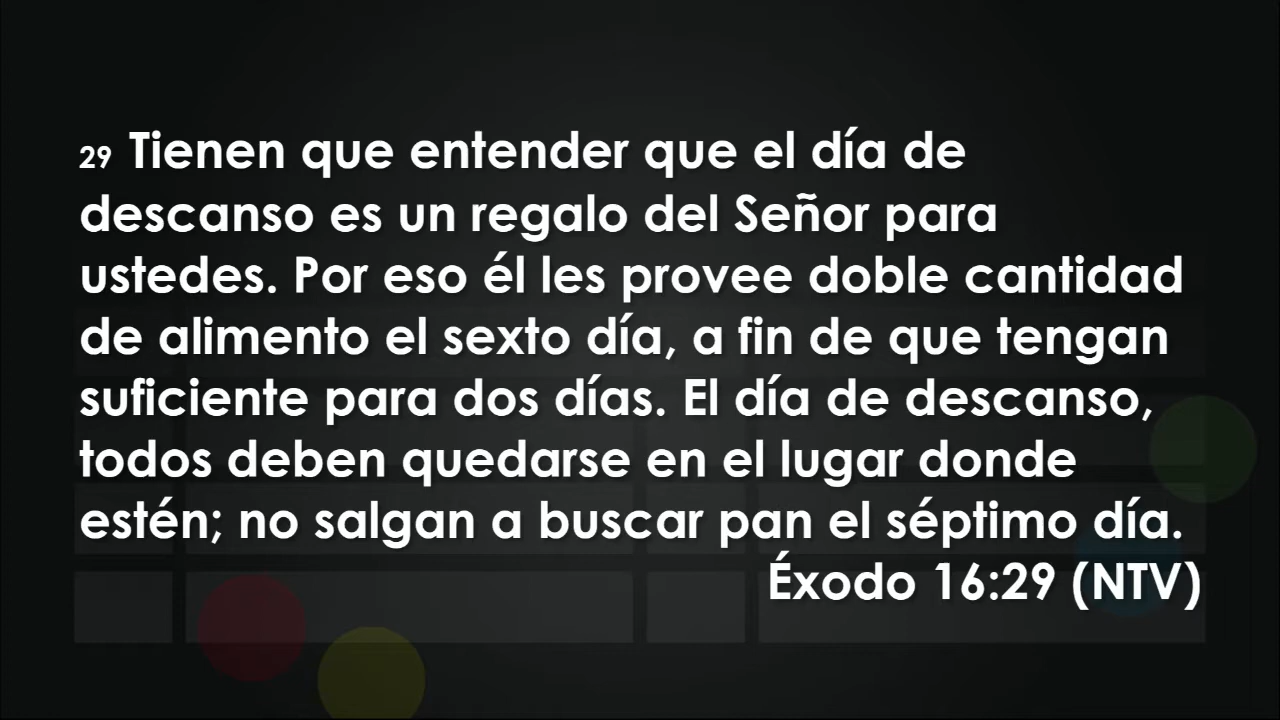 29 Tienen que entender que el día de
descanso es un regalo del Señor para
ustedes. Por eso él les provee doble cantidad
de alimento el sexto día, a fin de que tengan
suficiente para dos días. El día de descanso,
todos deben quedarse en el lugar donde
estén; no salgan a buscar pan el séptimo día.
Éxodo 16:29 (NTV)